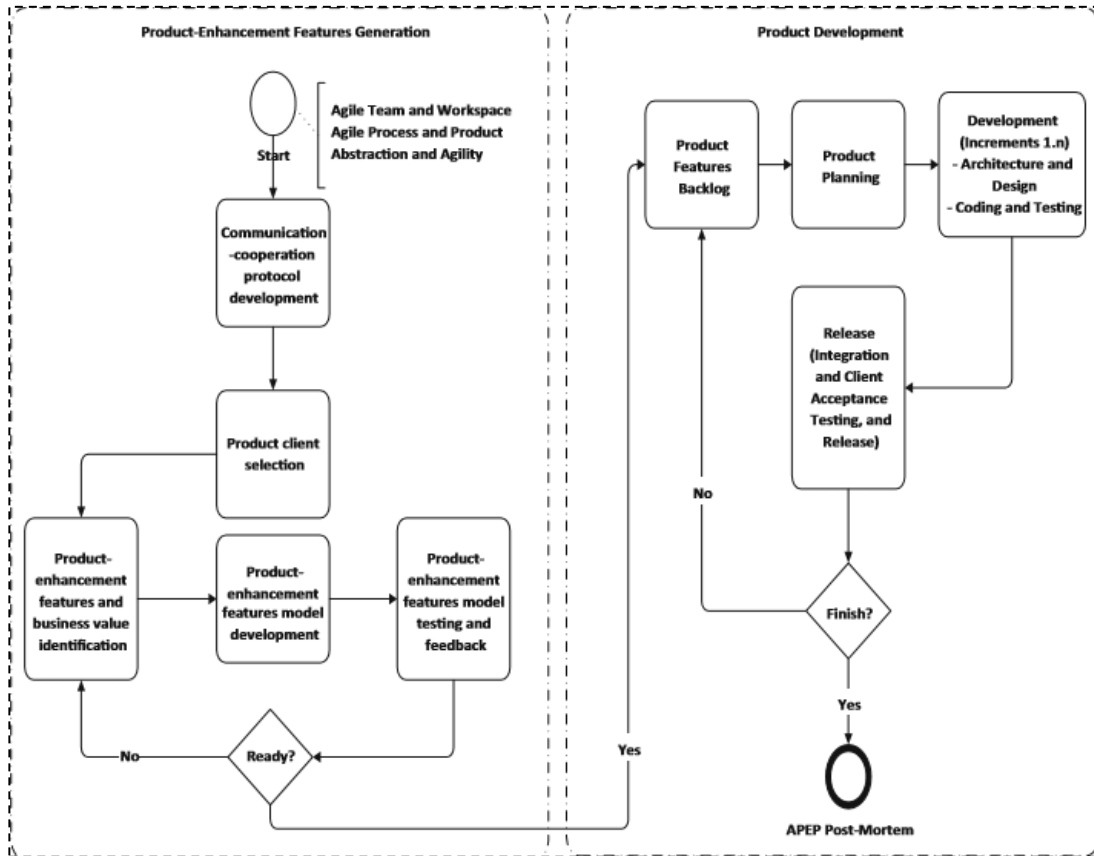 Product-Enhancement Features Generation
Agile Team and Workspace
Agile Process and Product
Abstraction and Agility
Start
Communication
-cooperation
protocol
development
Product client
selection
Product-
enhancement
features and
business value
identification
Product-
enhancement
features model
development
Product-
enhancement
features model
testing and
feedback
Ready?
No
Yes
Product Development
Product
Features
Backlog
Product
Planning
Development
(Increments 1.n)
- Architecture and
Design
- Coding and Testing
Release
(Integration
and Client
Acceptance
Testing, and
Release)
No
Finish?
Yes
APEP Post-Mortem